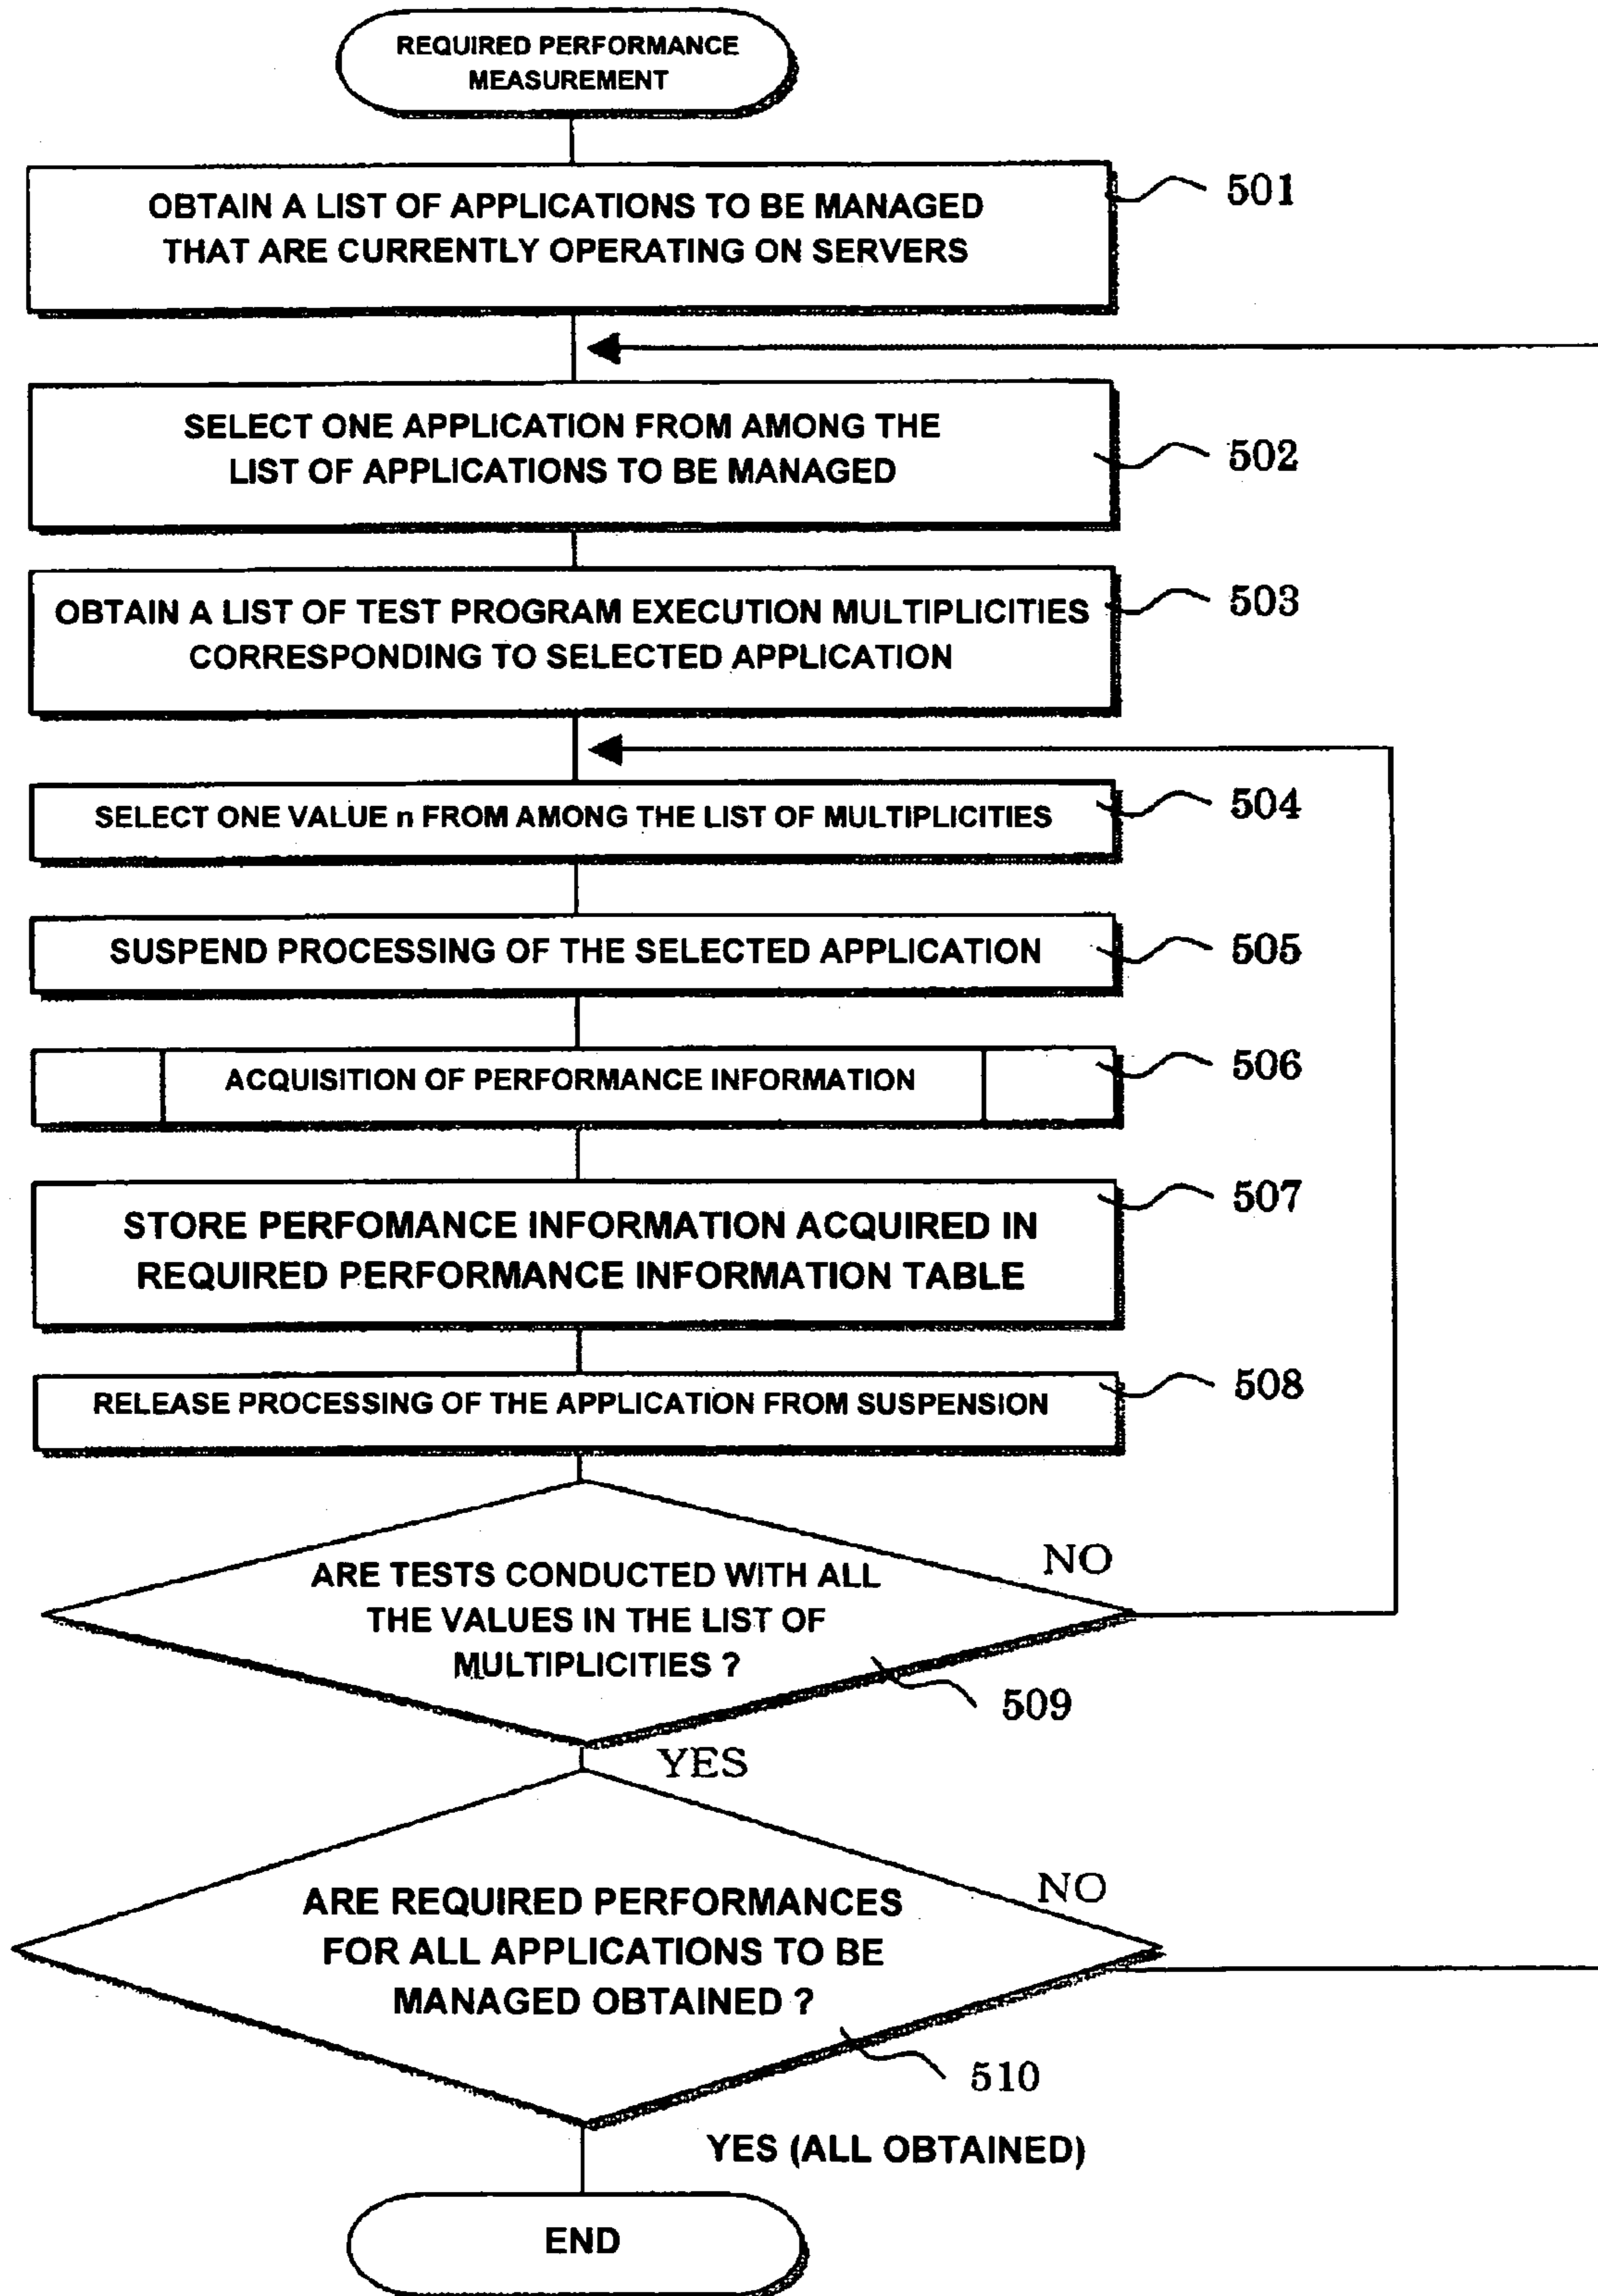 REQUIRED PERFORMANCE
MEASUREMENT
OBTAIN A LIST OF APPLICATIONS TO BE MANAGED
THAT ARE CURRENTLY OPERATING ON SERVERS
501
SELECT ONE APPLICATION FROM AMONG THE
LIST OF APPLICATIONS TO BE MANAGED
502
OBTAIN A LIST OF TEST PROGRAM EXECUTION MULTIPLICITIES
CORRESPONDING TO SELECTED APPLICATION
503
SELECT ONE VALUE n FROM AMONG THE LIST OF MULTIPLICITIES
504
SUSPEND PROCESSING OF THE SELECTED APPLICATION
505
ACQUISITION OF PERFORMANCE INFORMATION
506
STORE PERFOMANCE INFORMATION ACQUIRED IN
REQUIRED PERFORMANCE INFORMATION TABLE
507
RELEASE PROCESSING OF THE APPLICATION FROM SUSPENSION
508
ARE TESTS CONDUCTED WITH ALL
THE VALUES IN THE LIST OF
MULTIPLICITIES ?
NO
509
YES
ARE REQUIRED PERFORMANCES
FOR ALL APPLICATIONS TO BE
MANAGED OBTAINED ?
NO
510
YES (ALL OBTAINED)
END